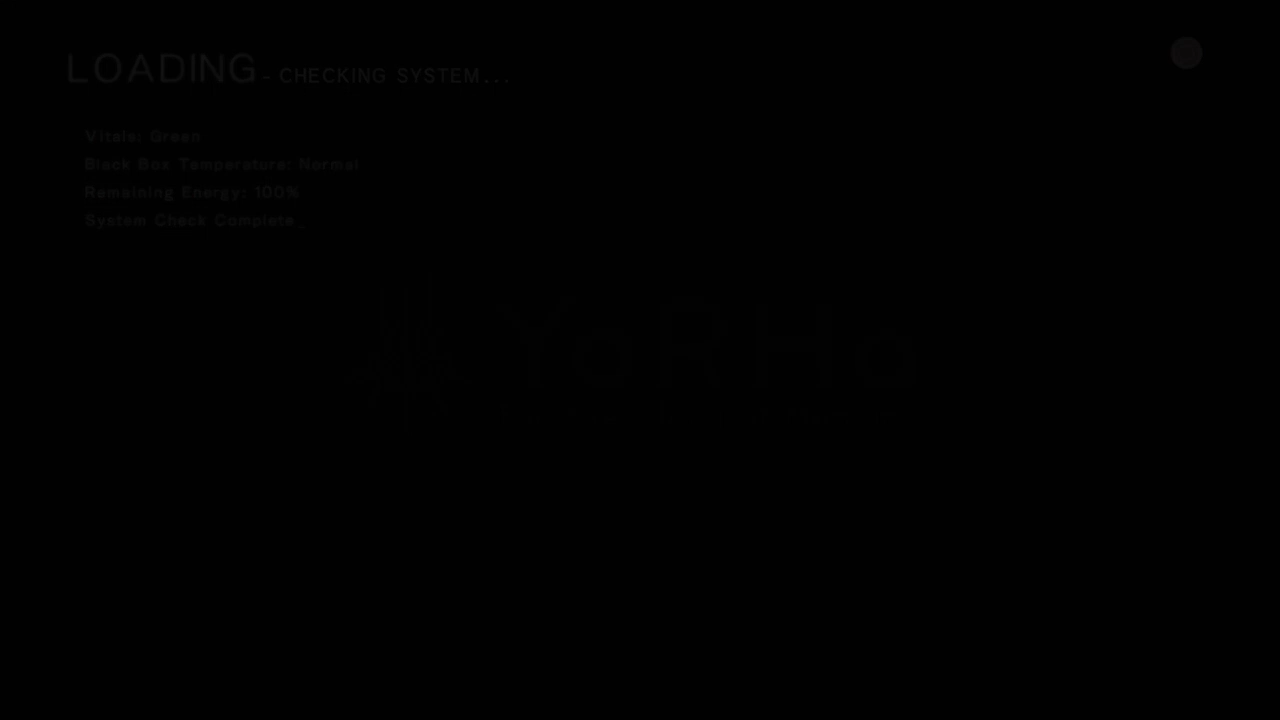 LOADING - CHECKING SYSTEM...
Vitals: Green
Black Box Temperature: Normal
Remaining Energy: 100%
System Check Complete_
YoRHa